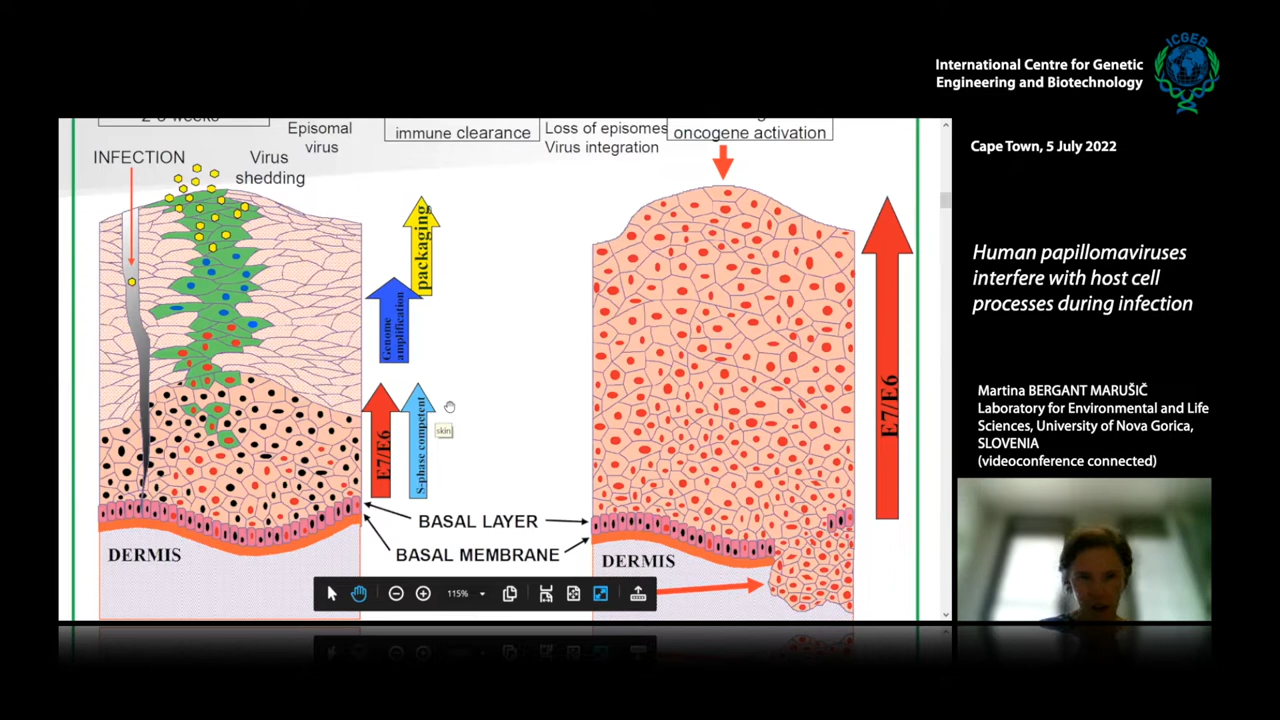 ICGEB
International Centre for Genetic
Engineering and Biotechnology
Cape Town, 5 July 2022
Human papillomaviruses
interfere with host cell
processes during infection
Martina BERGANT MARUŠIČ
Laboratory for Environmental and Life
Sciences, University of Nova Gorica,
SLOVENIA
(videoconference connected)
Episomal
virus
immune clearance
Loss of episomes
Virus integration
oncogene activation
INFECTION
Virus
shedding
packaging
Genome
amplification
E7/E6
S-phase competent
skin
E7/E6
BASAL LAYER
BASAL MEMBRANE
DERMIS
DERMIS
115%